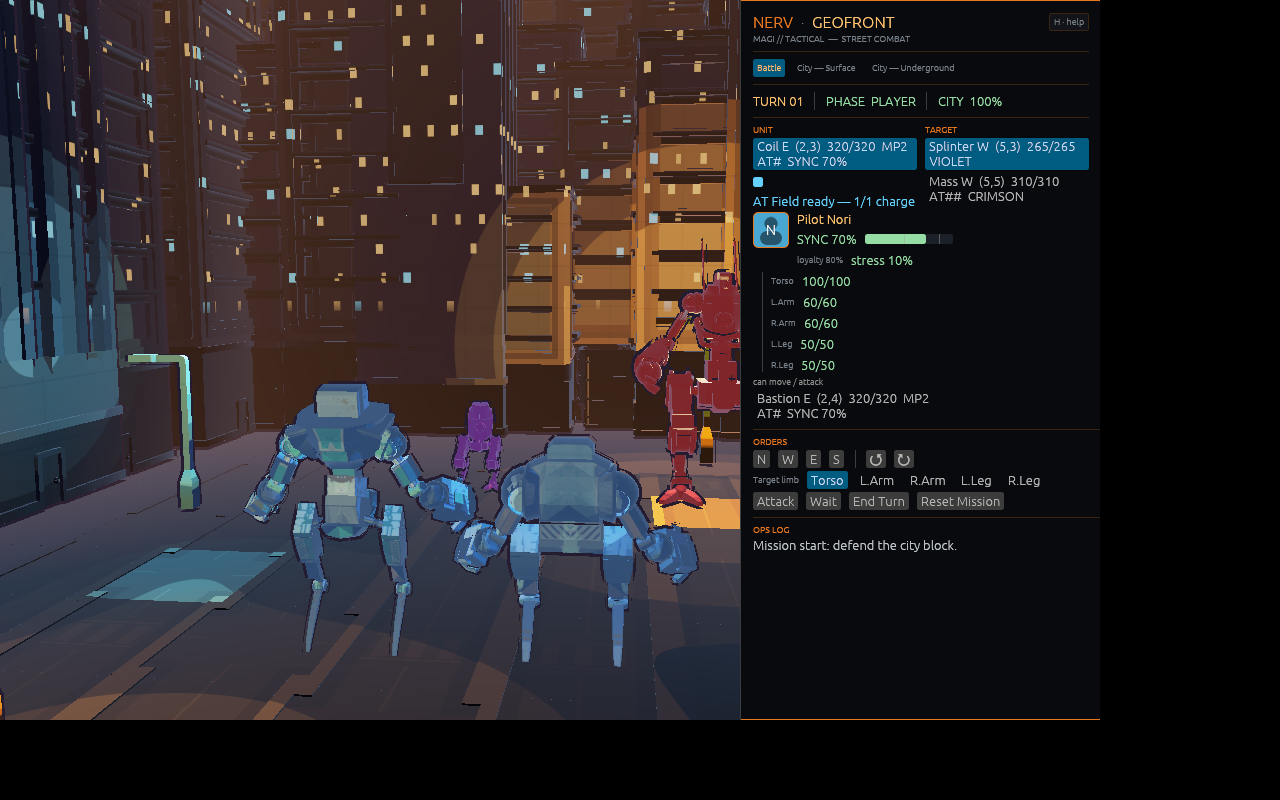 NERV · GEOFRONT
H · help
MAGI // TACTICAL — STREET COMBAT
Battle City — Surface City — Underground
TURN 01 PHASE PLAYER CITY 100%
UNIT
Coil E (2,3) 320/320 MP2
AT# SYNC 70%
AT Field ready — 1/1 charge
N
Pilot Nori
SYNC 70%
loyalty 80% stress 10%
Torso 100/100
L.Arm 60/60
R.Arm 60/60
L.Leg 50/50
R.Leg 50/50
can move / attack
Bastion E (2,4) 320/320 MP2
AT# SYNC 70%
TARGET
Splinter W (5,3) 265/265
VIOLET
Mass W (5,5) 310/310
AT## CRIMSON
ORDERS
N W E S ↺ ↻
Target limb Torso L.Arm R.Arm L.Leg R.Leg
Attack Wait End Turn Reset Mission
OPS LOG
Mission start: defend the city block.